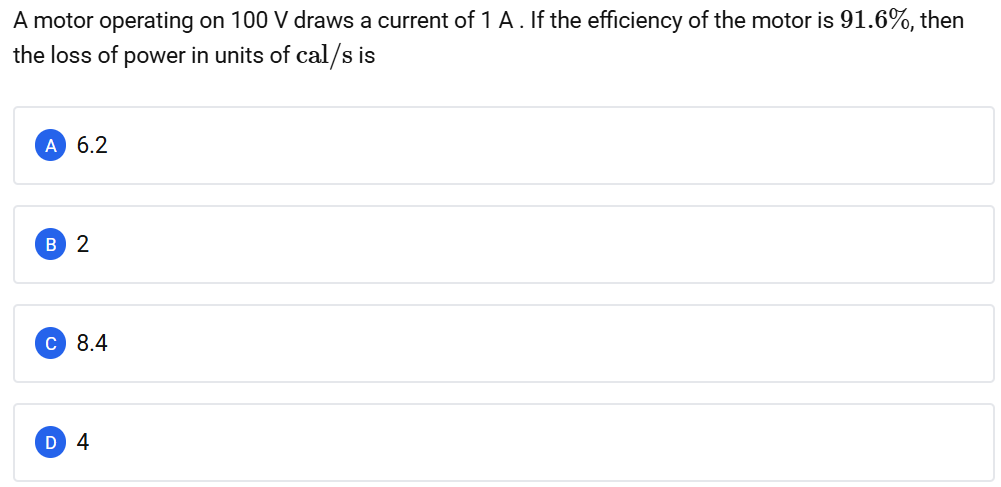 A motor operating on 100 V draws a current of 1 A . If the efficiency of the motor is 91.6%, then
the loss of power in units of cal/s is
A 6.2
B 2
C 8.4
D 4